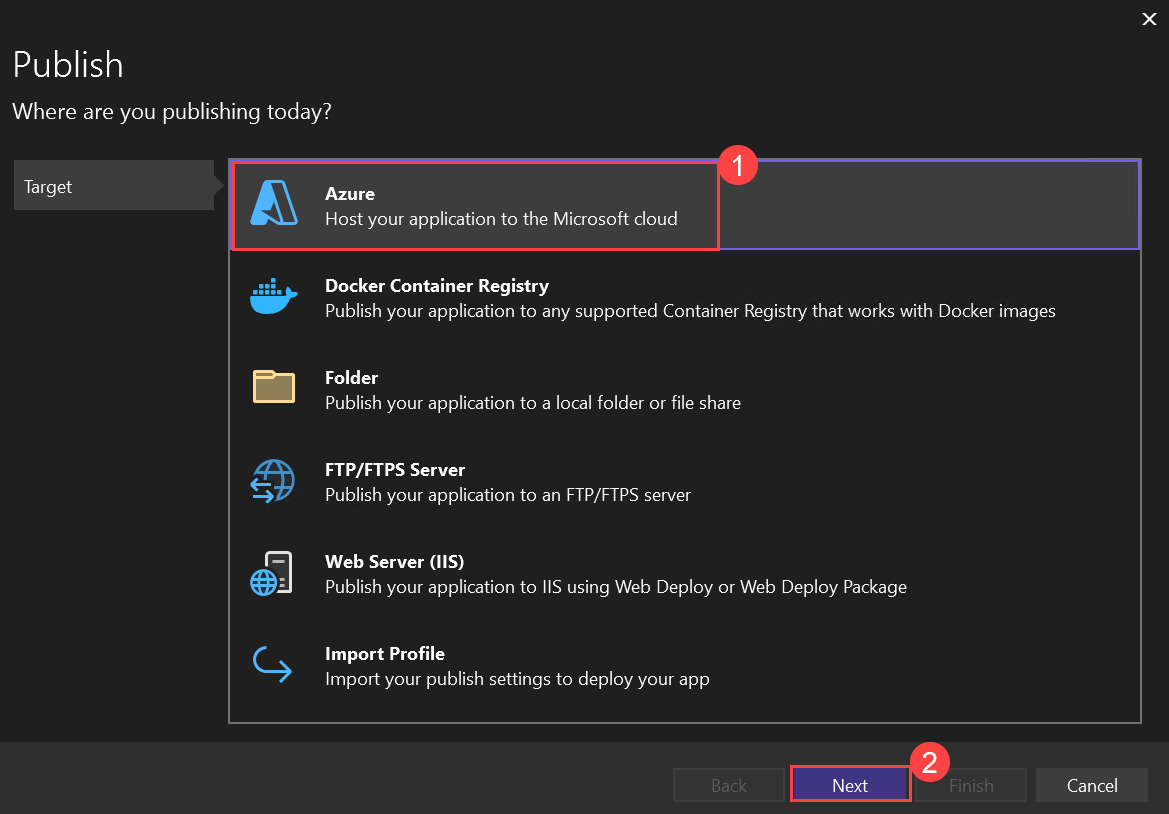 Publish
Where are you publishing today?
Target
Azure
Host your application to the Microsoft cloud
1
Docker Container Registry
Publish your application to any supported Container Registry that works with Docker images
Folder
Publish your application to a local folder or file share
FTP/FTPS Server
Publish your application to an FTP/FTPS server
Web Server (IIS)
Publish your application to IIS using Web Deploy or Web Deploy Package
Import Profile
Import your publish settings to deploy your app
2
Back
Next
Finish
Cancel